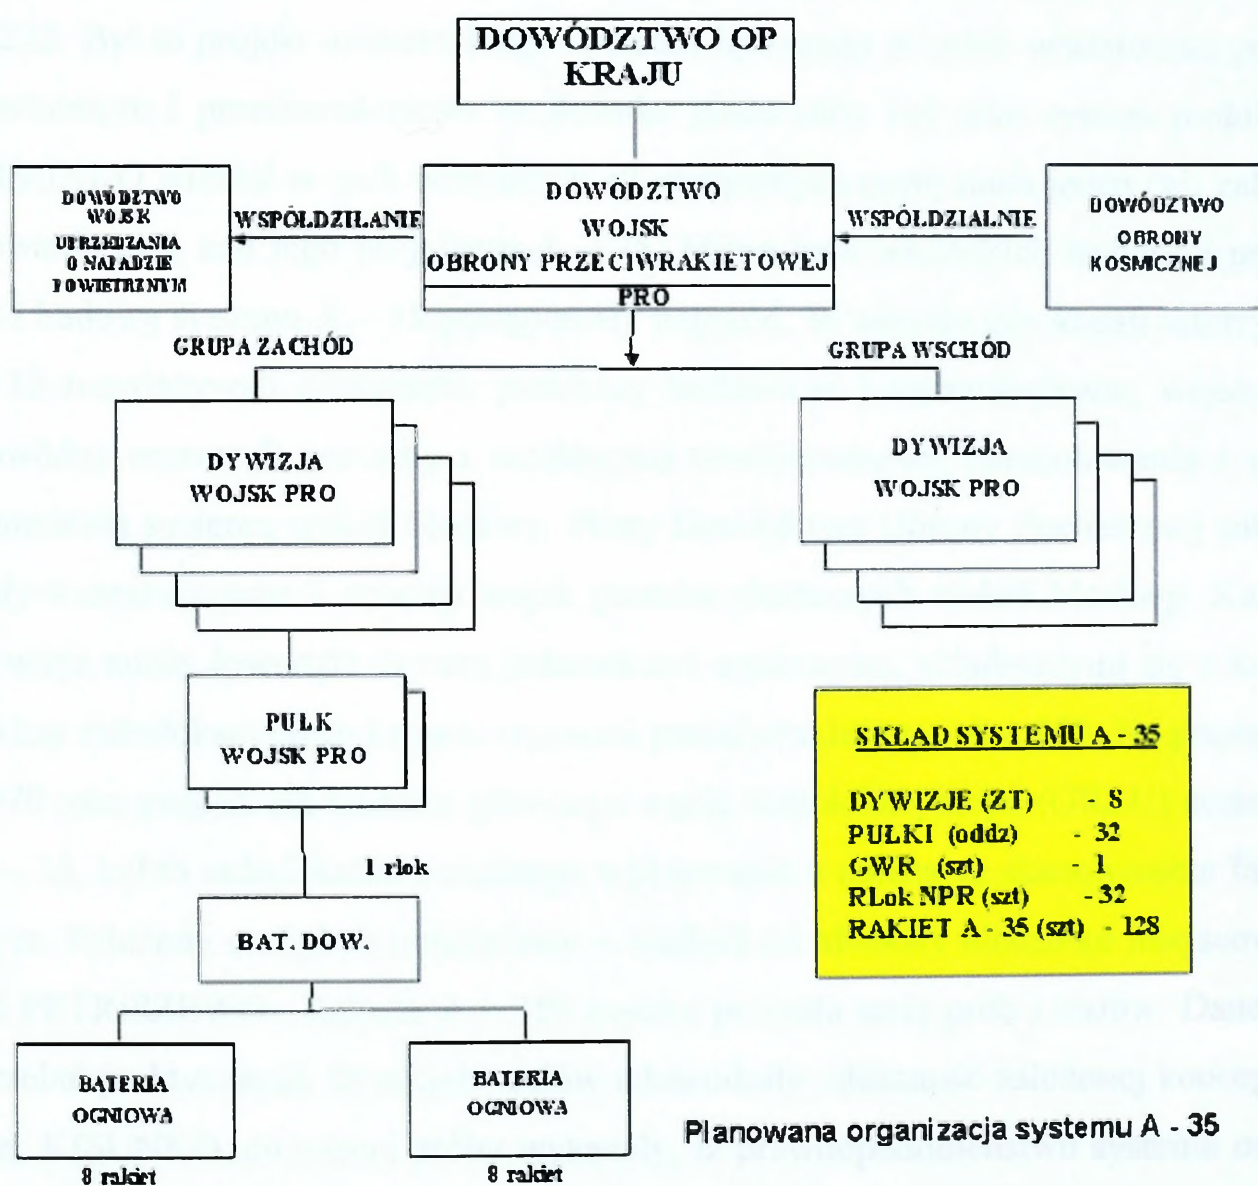 DOWÓDZTWO OP
KRAJU
DOWÓDZTWO
WOJSK
UPRZEDZANIA
O NAPADZIE
POWIETRZNYM
WSPÓŁDZIŁANIE
DOWÓDZTWO
WOJSK
OBRONY PRZECIWRAKIETOWEJ
PRO
WSPÓŁDZIALNIE
DOWÓDZTWO
OBRONY
KOSMICZNEJ
GRUPA ZACHÓD
GRUPA WSCHÓD
DYWIZJA
WOJSK PRO
DYWIZJA
WOJSK PRO
PUŁK
WOJSK PRO
1 rlok
BAT. DOW.
BATERIA
OGNIOWA
8 rakiet
BATERIA
OGNIOWA
8 rakiet
SKŁAD SYSTEMU A - 35
DYWIZJE (ZT) - 8
PUŁKI (oddz) - 32
GWR (szt) - 1
RLok NPR (szt) - 32
RAKIET A - 35 (szt) - 128
Planowana organizacja systemu A - 35